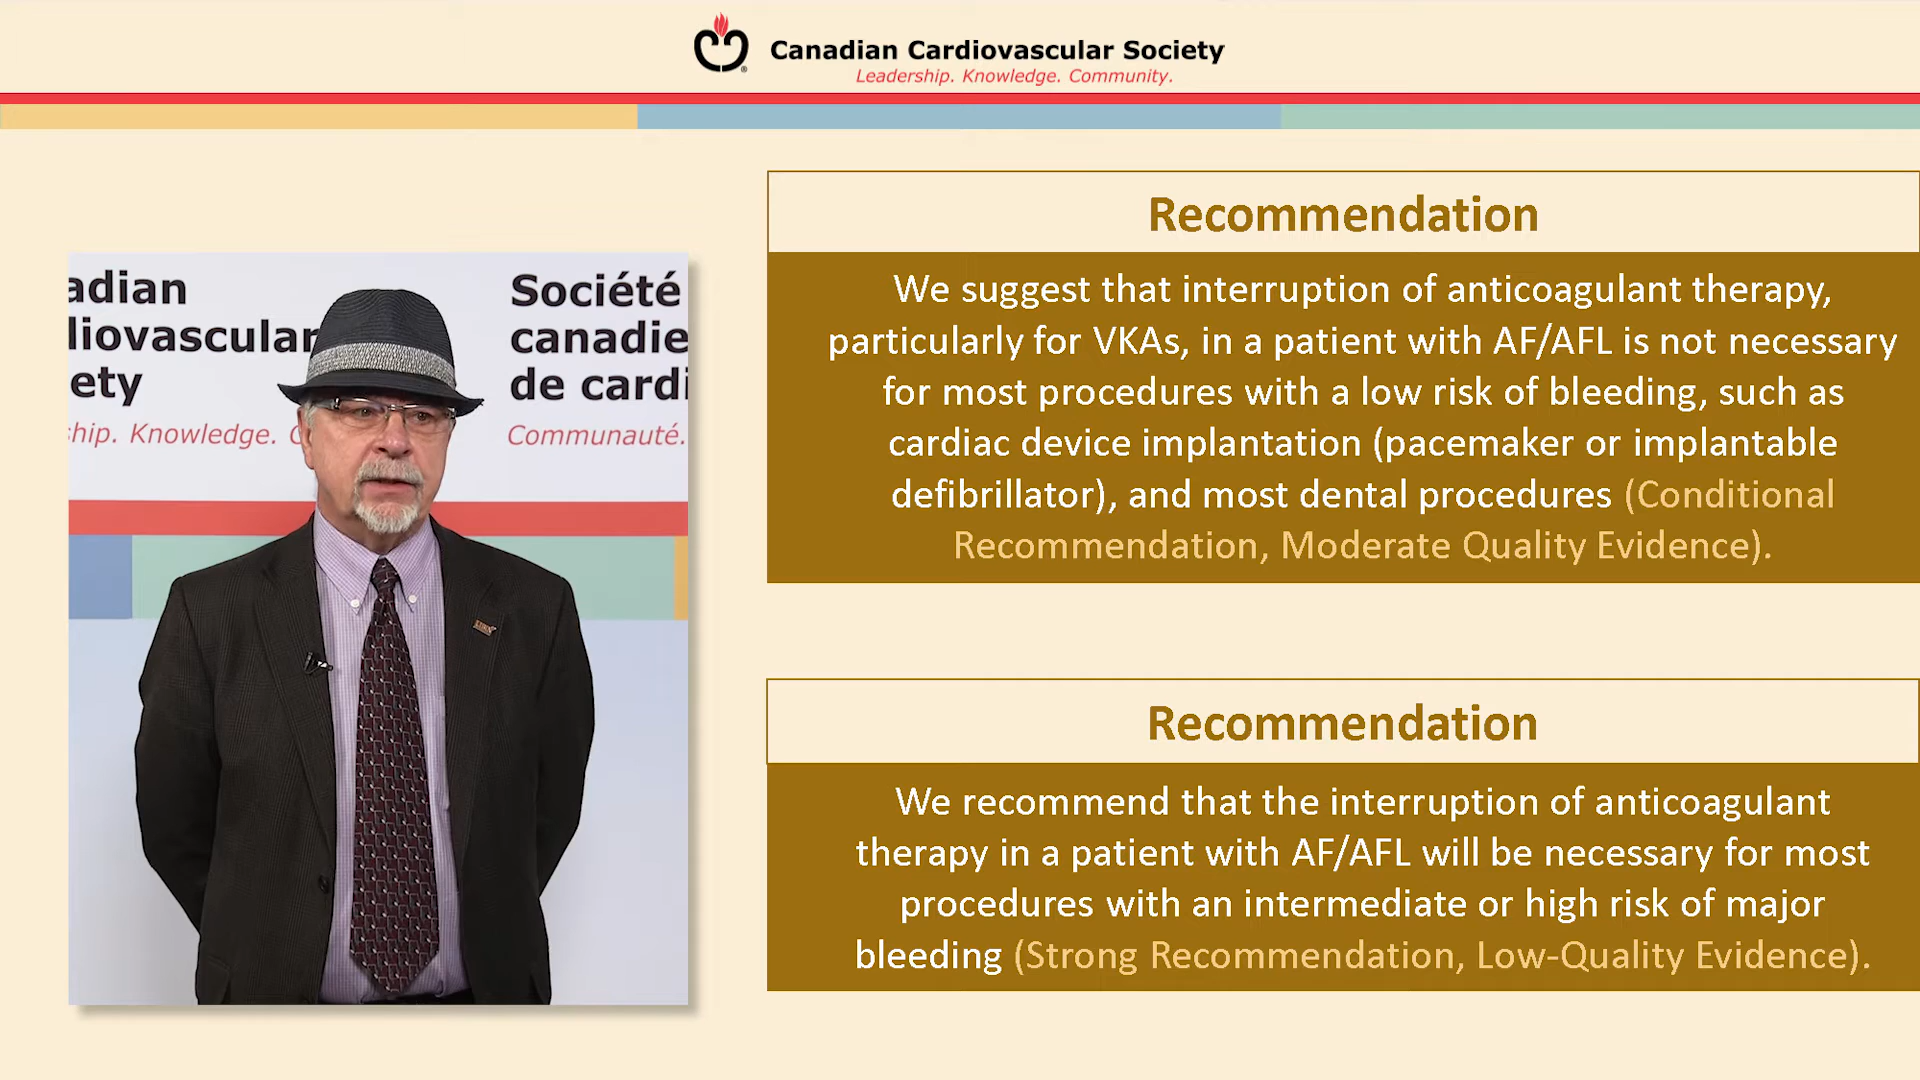 Canadian Cardiovascular Society
Leadership. Knowledge. Community.
adian
liovascular
ety
hip. Knowledge. C
Société
canadie
de cardi
Communauté.
Recommendation
We suggest that interruption of anticoagulant therapy,
particularly for VKAs, in a patient with AF/AFL is not necessary
for most procedures with a low risk of bleeding, such as
cardiac device implantation (pacemaker or implantable
defibrillator), and most dental procedures (Conditional
Recommendation, Moderate Quality Evidence).
Recommendation
We recommend that the interruption of anticoagulant
therapy in a patient with AF/AFL will be necessary for most
procedures with an intermediate or high risk of major
bleeding (Strong Recommendation, Low-Quality Evidence).